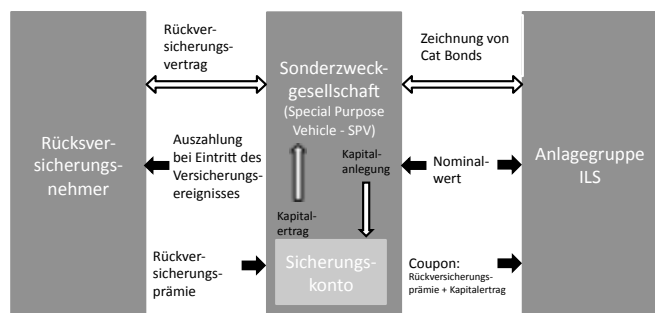 Rückver-
sicherungs-
vertrag
Sonderzweck-
gesellschaft
(Special Purpose
Vehicle - SPV)
Zeichnung von
Cat Bonds
Rücksver-
sicherungs-
nehmer
Auszahlung
bei Eintritt des
Versicherungs-
ereignisses
Kapital-
anlegung
Nominal-
wert
Anlagegruppe
ILS
Kapital-
ertrag
Rückver-
sicherungs-
prämie
Sicherungs-
konto
Coupon:
Rückversicherungs-
prämie + Kapitalertrag